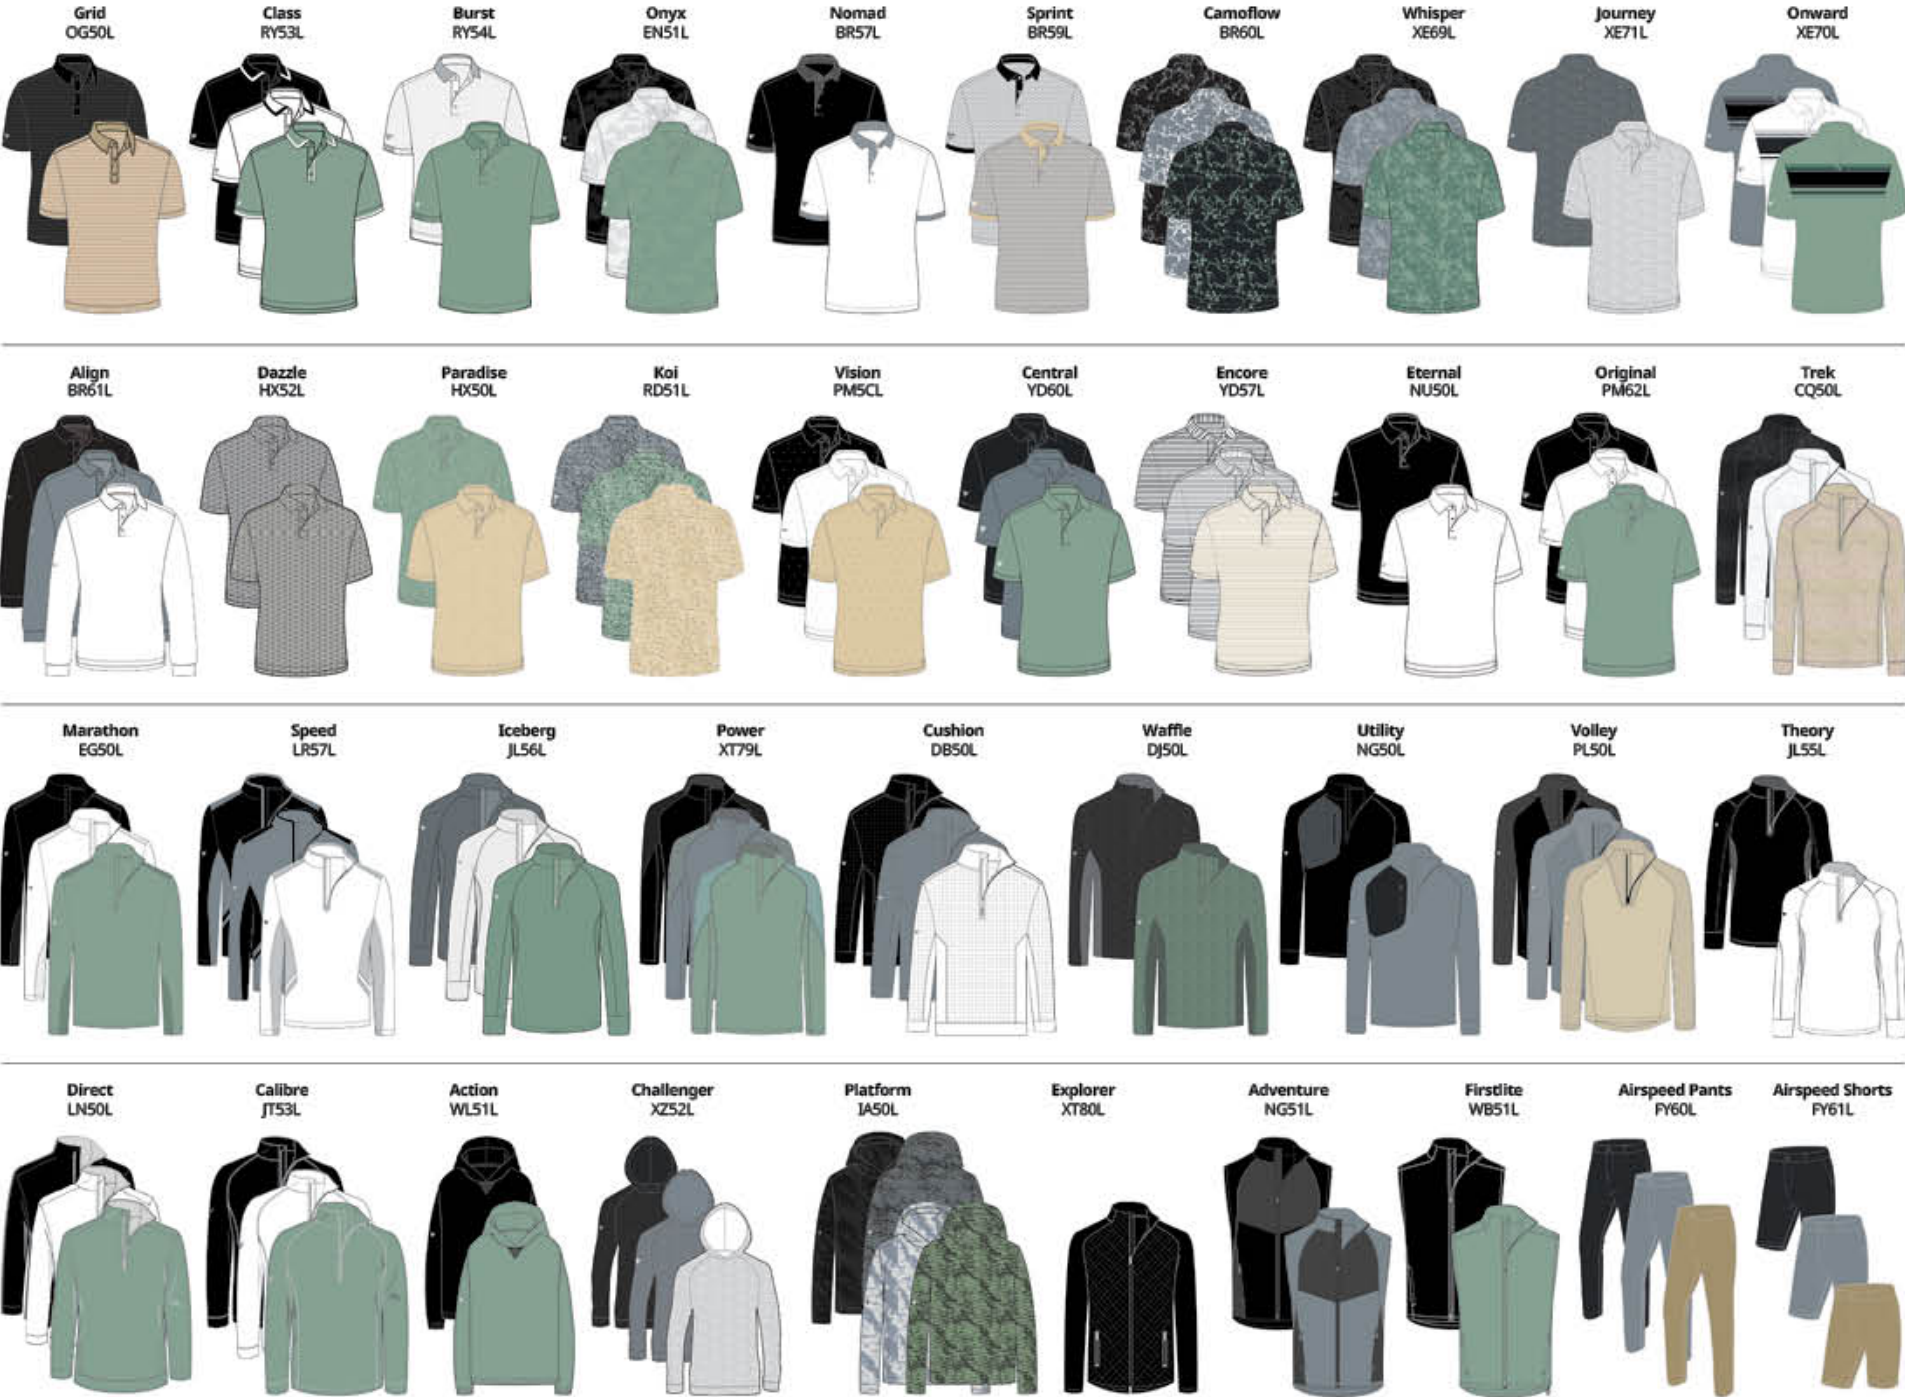 Grid
OG50L
Class
RY53L
Burst
RY54L
Onyx
EN51L
Nomad
BR57L
Sprint
BR59L
Camoflow
BR60L
Whisper
XE69L
Journey
XE71L
Onward
XE70L
Align
BR61L
Dazzle
HX52L
Paradise
HX50L
Koi
RD51L
Vision
PM5CL
Central
YD60L
Encore
YD57L
Eternal
NU50L
Original
PM62L
Trek
CQ50L
Marathon
EG50L
Speed
LR57L
Iceberg
JL56L
Power
XT79L
Cushion
DB50L
Waffle
DJ50L
Utility
NG50L
Volley
PL50L
Theory
JL55L
Direct
LN50L
Calibre
JT53L
Action
WL51L
Challenger
XZ52L
Platform
IA50L
Explorer
XT80L
Adventure
NG51L
Firstlite
WB51L
Airspeed Pants
FY60L
Airspeed Shorts
FY61L